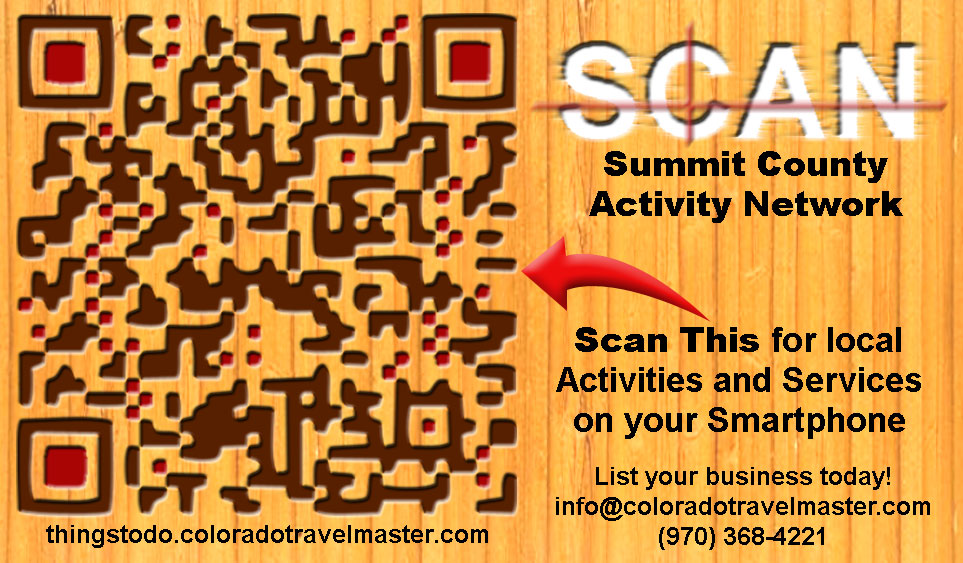 SCAN
Summit County
Activity Network
Scan This for local
Activities and Services
on your Smartphone
List your business today!
info@coloradotravelmaster.com
(970) 368-4221
thingstodo.coloradotravelmaster.com